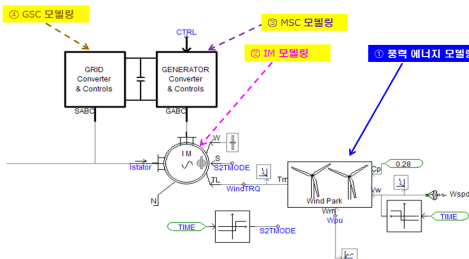 ④ GSC 모델링
③ MSC 모델링
CTRL
② IM 모델링
① 풍력 에너지 모델링
GRID
Converter
& Controls
GENERATOR
Converter
& Controls
SABC
GABC
I M
W
S
S2TMODE
Istator
TL
WindTRQ
N
Tm
Cp
0.28
Vw
Wspd
Wind Park
Wm
Wpu
TIME
S2TMODE
TIME